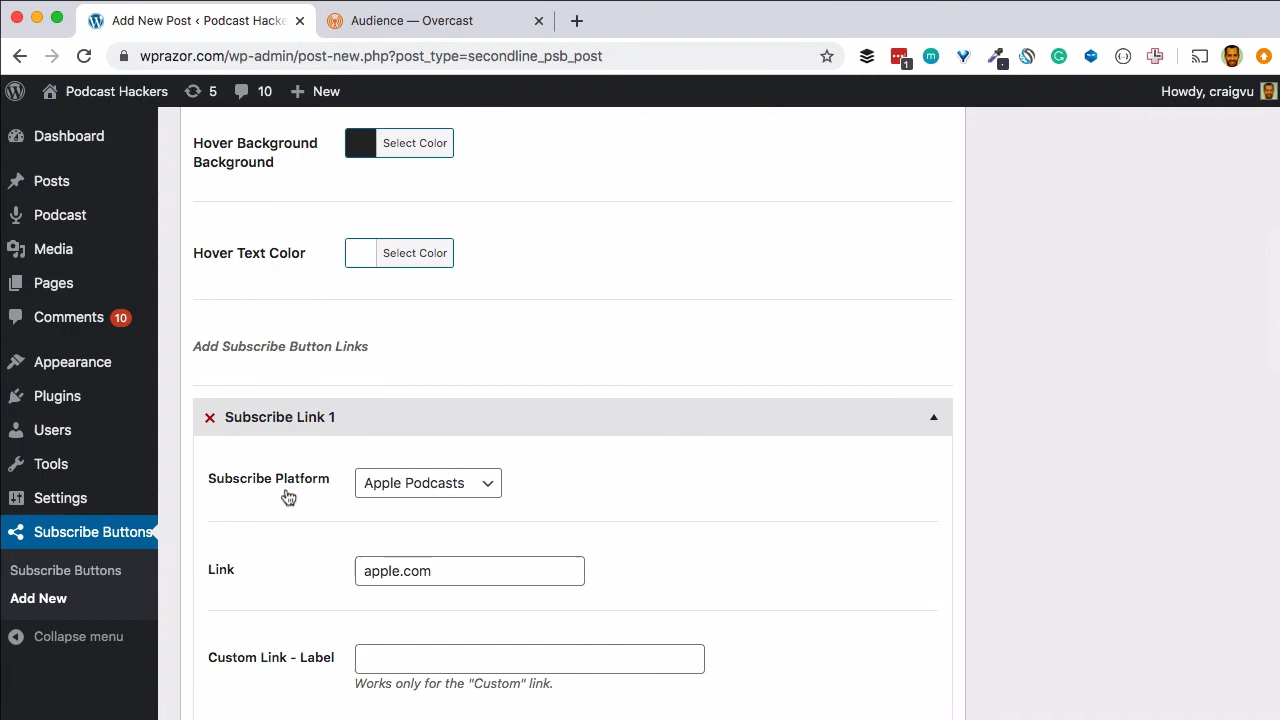 Add New Post ‹ Podcast Hacke
Audience — Overcast
wprazor.com/wp-admin/post-new.php?post_type=secondline_psb_post
1
Podcast Hackers
5
10
New
Howdy, craigvu
Dashboard
Posts
Podcast
Media
Pages
Comments 10
Appearance
Plugins
Users
Tools
Settings
Subscribe Buttons
Subscribe Buttons
Add New
Collapse menu
Hover Background
Background
Select Color
Hover Text Color
Select Color
Add Subscribe Button Links
Subscribe Link 1
Subscribe Platform
Apple Podcasts
Link
apple.com
Custom Link - Label
Works only for the "Custom" link.